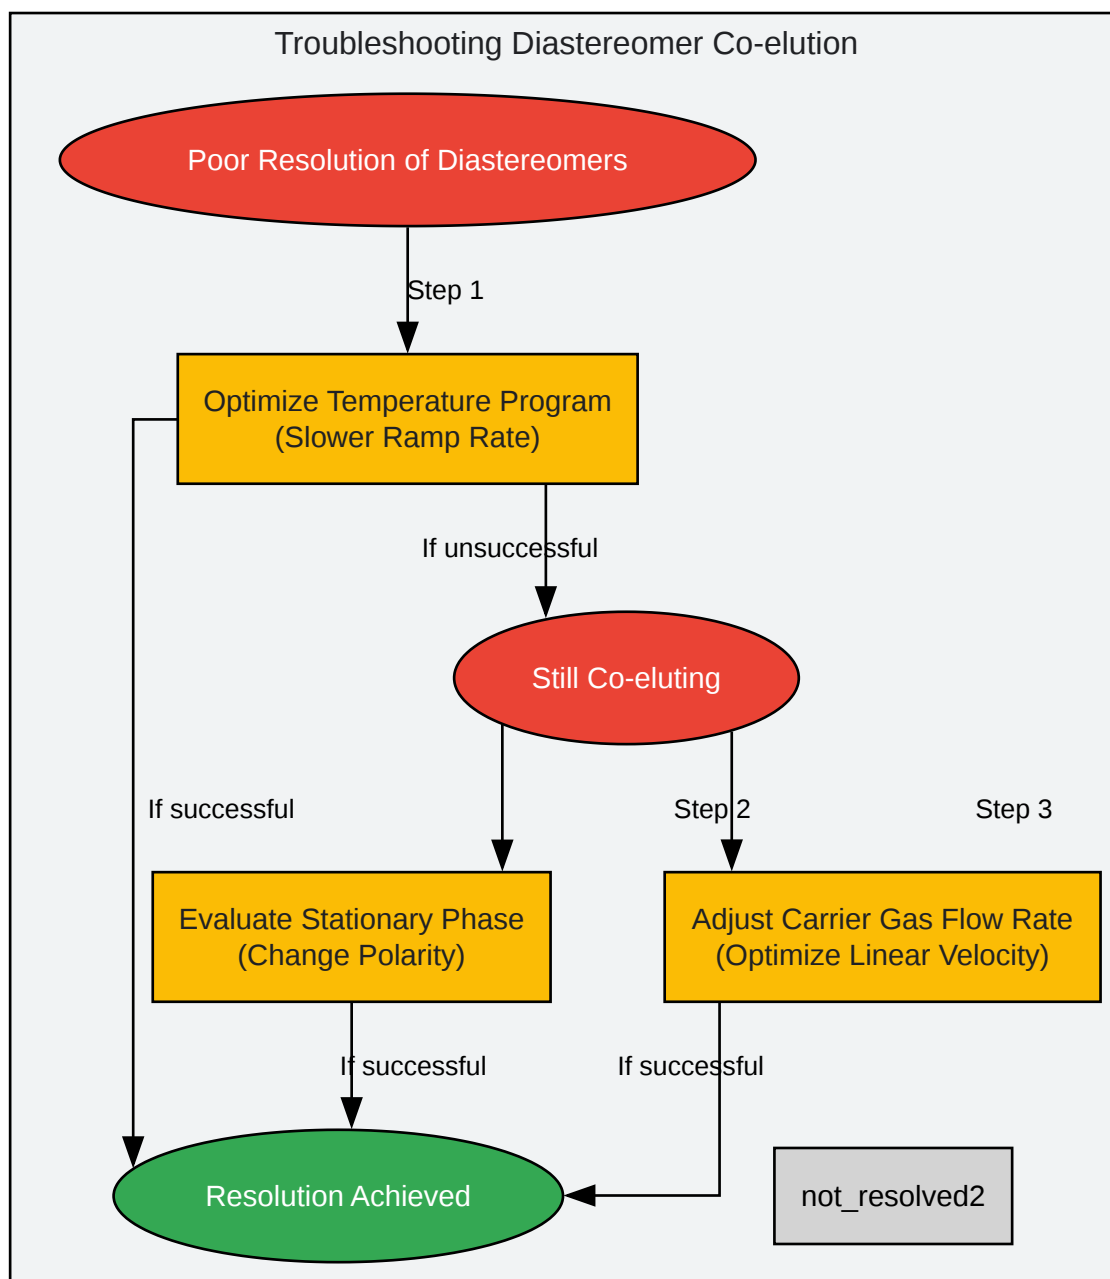 Troubleshooting Diastereomer Co-elution
Poor Resolution of Diastereomers
Step 1
Optimize Temperature Program
(Slower Ramp Rate)
If unsuccessful
Still Co-eluting
If successful
Step 2
Step 3
Evaluate Stationary Phase
(Change Polarity)
Adjust Carrier Gas Flow Rate
(Optimize Linear Velocity)
If successful
If successful
Resolution Achieved
not_resolved2